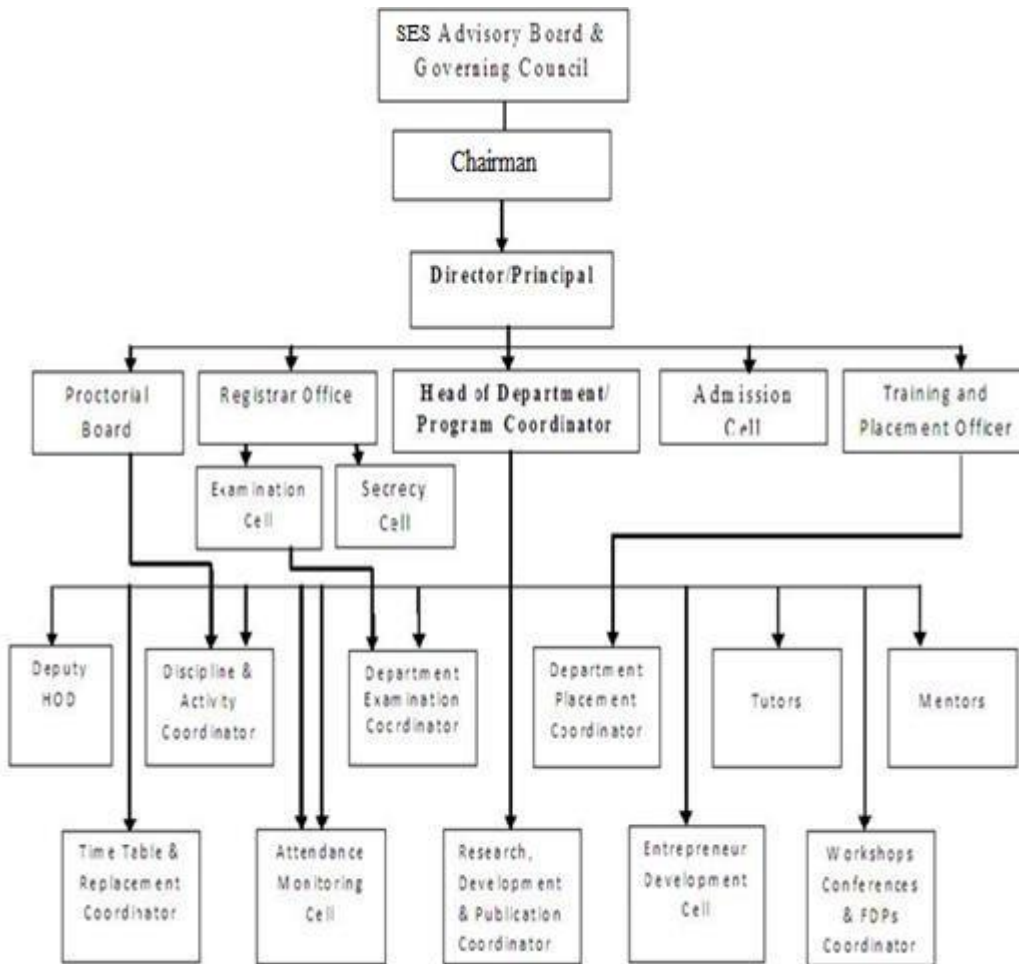 SES Advisory Board &
Governing Council
Chairman
Director/Principal
Proctorial
Board
Registrar Office
Head of Department/
Program Coordinator
Admission
Cell
Training and
Placement Officer
Examination
Cell
Secrecy
Cell
Deputy
HOD
Discipline &
Activity
Coordinator
Department
Examination
Coordinator
Department
Placement
Coordinator
Tutors
Mentors
Time Table &
Replacement
Coordinator
Attendance
Monitoring
Cell
Research,
Development
& Publication
Coordinator
Entrepreneur
Development
Cell
Workshops
Conferences
& FDPs
Coordinator